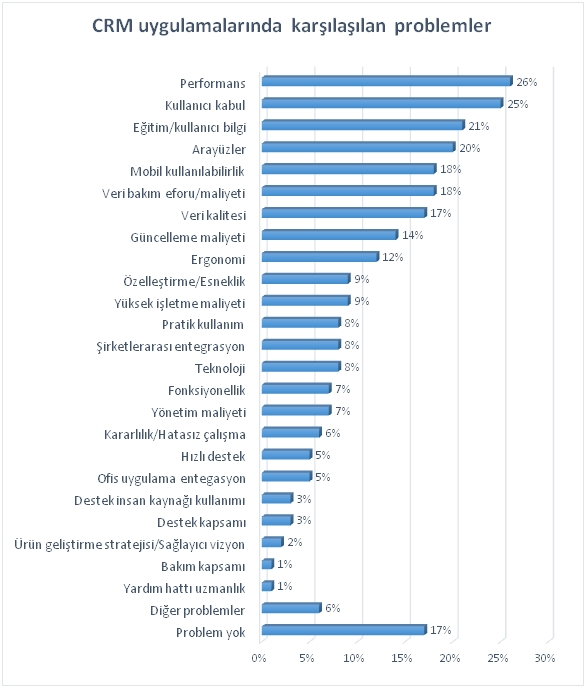 CRM uygulamalarında karşılaşılan problemler
Performans 26%
Kullanıcı kabul 25%
Eğitim/kullanıcı bilgi 21%
Arayüzler 20%
Mobil kullanılabilirlik 18%
Veri bakım eforu/maliyeti 18%
Veri kalitesi 17%
Güncelleme maliyeti 14%
Ergonomi 12%
Özelleştirme/Esneklik 9%
Yüksek işletme maliyeti 9%
Pratik kullanım 8%
Şirketlerarası entegrasyon 8%
Teknoloji 8%
Fonksiyonellik 7%
Yönetim maliyeti 7%
Kararlılık/Hatasız çalışma 6%
Hızlı destek 5%
Ofis uygulama entegasyon 5%
Destek insan kaynağı kullanımı 3%
Destek kapsamı 3%
Ürün geliştirme stratejisi/Sağlayıcı vizyon 2%
Bakım kapsamı 1%
Yardım hattı uzmanlık 1%
Diğer problemler 6%
Problem yok 17%
0% 5% 10% 15% 20% 25% 30%